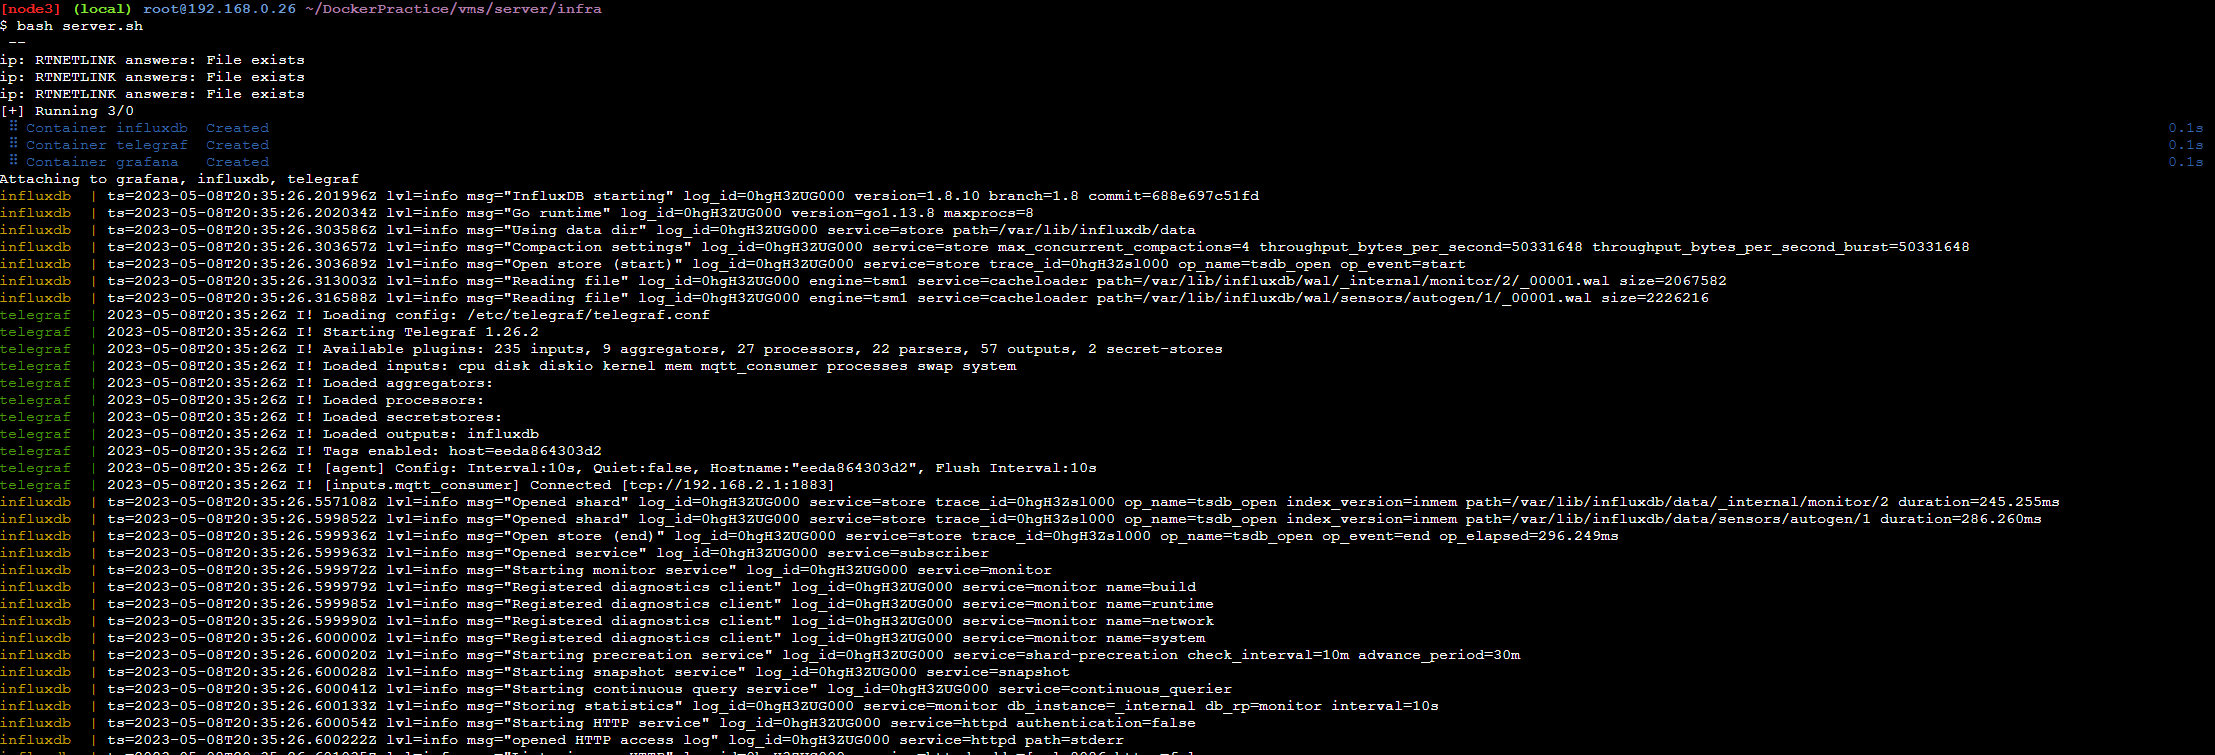 [node3] (local) root@192.168.0.26 ~/DockerPractice/vms/server/infra
$ bash server.sh
--
ip: RTNETLINK answers: File exists
ip: RTNETLINK answers: File exists
ip: RTNETLINK answers: File exists
[+] Running 3/0
⠿ Container influxdb  Created 0.1s
⠿ Container telegraf  Created 0.1s
⠿ Container grafana   Created 0.1s
Attaching to grafana, influxdb, telegraf
influxdb  | ts=2023-05-08T20:35:26.201996Z lvl=info msg="InfluxDB starting" log_id=0hgH3ZUG000 version=1.8.10 branch=1.8 commit=688e697c51fd
influxdb  | ts=2023-05-08T20:35:26.202034Z lvl=info msg="Go runtime" log_id=0hgH3ZUG000 version=go1.13.8 maxprocs=8
influxdb  | ts=2023-05-08T20:35:26.303586Z lvl=info msg="Using data dir" log_id=0hgH3ZUG000 service=store path=/var/lib/influxdb/data
influxdb  | ts=2023-05-08T20:35:26.303657Z lvl=info msg="Compaction settings" log_id=0hgH3ZUG000 service=store max_concurrent_compactions=4 throughput_bytes_per_second=50331648 throughput_bytes_per_second_burst=50331648
influxdb  | ts=2023-05-08T20:35:26.303689Z lvl=info msg="Open store (start)" log_id=0hgH3ZUG000 service=store trace_id=0hgH3Zsl000 op_name=tsdb_open op_event=start
influxdb  | ts=2023-05-08T20:35:26.313003Z lvl=info msg="Reading file" log_id=0hgH3ZUG000 engine=tsm1 service=cacheloader path=/var/lib/influxdb/wal/_internal/monitor/2/_00001.wal size=2067582
influxdb  | ts=2023-05-08T20:35:26.316588Z lvl=info msg="Reading file" log_id=0hgH3ZUG000 engine=tsm1 service=cacheloader path=/var/lib/influxdb/wal/sensors/autogen/1/_00001.wal size=2226216
telegraf  | 2023-05-08T20:35:26Z I! Loading config: /etc/telegraf/telegraf.conf
telegraf  | 2023-05-08T20:35:26Z I! Starting Telegraf 1.26.2
telegraf  | 2023-05-08T20:35:26Z I! Available plugins: 235 inputs, 9 aggregators, 27 processors, 22 parsers, 57 outputs, 2 secret-stores
telegraf  | 2023-05-08T20:35:26Z I! Loaded inputs: cpu disk diskio kernel mem mqtt_consumer processes swap system
telegraf  | 2023-05-08T20:35:26Z I! Loaded aggregators:
telegraf  | 2023-05-08T20:35:26Z I! Loaded processors:
telegraf  | 2023-05-08T20:35:26Z I! Loaded secretstores:
telegraf  | 2023-05-08T20:35:26Z I! Loaded outputs: influxdb
telegraf  | 2023-05-08T20:35:26Z I! Tags enabled: host=eeda864303d2
telegraf  | 2023-05-08T20:35:26Z I! [agent] Config: Interval:10s, Quiet:false, Hostname:"eeda864303d2", Flush Interval:10s
telegraf  | 2023-05-08T20:35:26Z I! [inputs.mqtt_consumer] Connected [tcp://192.168.2.1:1883]
influxdb  | ts=2023-05-08T20:35:26.557108Z lvl=info msg="Opened shard" log_id=0hgH3ZUG000 service=store trace_id=0hgH3Zsl000 op_name=tsdb_open index_version=inmem path=/var/lib/influxdb/data/_internal/monitor/2 duration=245.255ms
influxdb  | ts=2023-05-08T20:35:26.599852Z lvl=info msg="Opened shard" log_id=0hgH3ZUG000 service=store trace_id=0hgH3Zsl000 op_name=tsdb_open index_version=inmem path=/var/lib/influxdb/data/sensors/autogen/1 duration=286.260ms
influxdb  | ts=2023-05-08T20:35:26.599936Z lvl=info msg="Open store (end)" log_id=0hgH3ZUG000 service=store trace_id=0hgH3Zsl000 op_name=tsdb_open op_event=end op_elapsed=296.249ms
influxdb  | ts=2023-05-08T20:35:26.599963Z lvl=info msg="Opened service" log_id=0hgH3ZUG000 service=subscriber
influxdb  | ts=2023-05-08T20:35:26.599972Z lvl=info msg="Starting monitor service" log_id=0hgH3ZUG000 service=monitor
influxdb  | ts=2023-05-08T20:35:26.599979Z lvl=info msg="Registered diagnostics client" log_id=0hgH3ZUG000 service=monitor name=build
influxdb  | ts=2023-05-08T20:35:26.599985Z lvl=info msg="Registered diagnostics client" log_id=0hgH3ZUG000 service=monitor name=runtime
influxdb  | ts=2023-05-08T20:35:26.599990Z lvl=info msg="Registered diagnostics client" log_id=0hgH3ZUG000 service=monitor name=network
influxdb  | ts=2023-05-08T20:35:26.600000Z lvl=info msg="Registered diagnostics client" log_id=0hgH3ZUG000 service=monitor name=system
influxdb  | ts=2023-05-08T20:35:26.600020Z lvl=info msg="Starting precreation service" log_id=0hgH3ZUG000 service=shard-precreation check_interval=10m advance_period=30m
influxdb  | ts=2023-05-08T20:35:26.600028Z lvl=info msg="Starting snapshot service" log_id=0hgH3ZUG000 service=snapshot
influxdb  | ts=2023-05-08T20:35:26.600041Z lvl=info msg="Starting continuous query service" log_id=0hgH3ZUG000 service=continuous_querier
influxdb  | ts=2023-05-08T20:35:26.600133Z lvl=info msg="Storing statistics" log_id=0hgH3ZUG000 service=monitor db_instance=_internal db_rp=monitor interval=10s
influxdb  | ts=2023-05-08T20:35:26.600054Z lvl=info msg="Starting HTTP service" log_id=0hgH3ZUG000 service=httpd authentication=false
influxdb  | ts=2023-05-08T20:35:26.600222Z lvl=info msg="opened HTTP access log" log_id=0hgH3ZUG000 service=httpd path=stderr